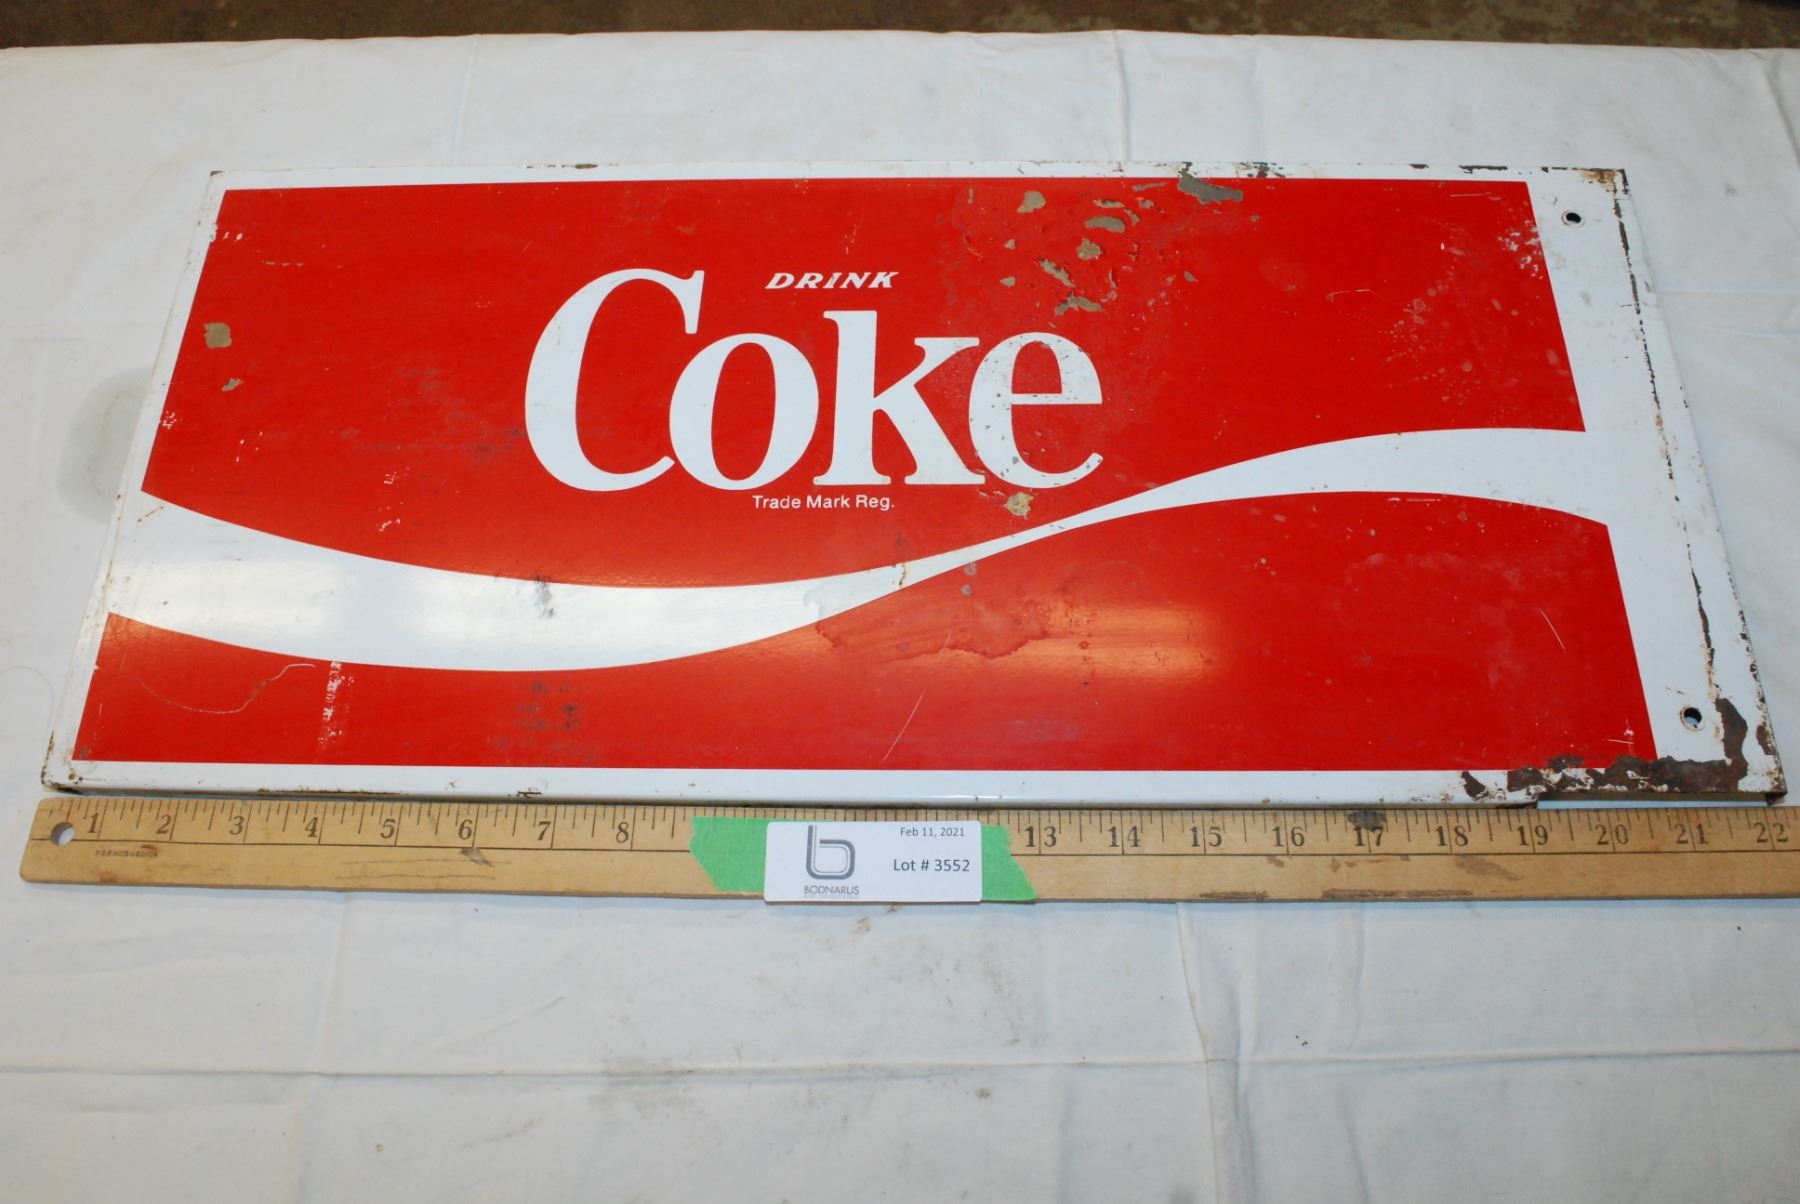 DRINK
Coke
Trade Mark Reg.
1 2 3 4 5 6 7 8 13 14 15 16 17 18 19 20 21 22
Feb 11, 2021
Lot # 3552
b
BODNARUS